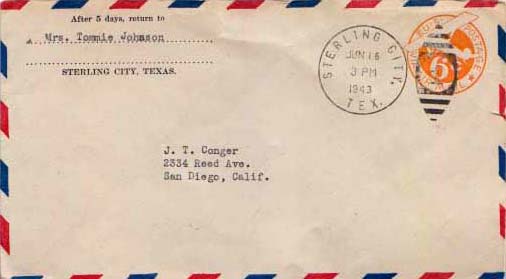 After 5 days, return to
Mrs. Tommie Johnson
STERLING CITY, TEXAS.
STERLING CITY,
JUN 16
3 PM
1943
TEX.
POSTAGE
6
J. T. Conger
2334 Reed Ave.
San Diego, Calif.